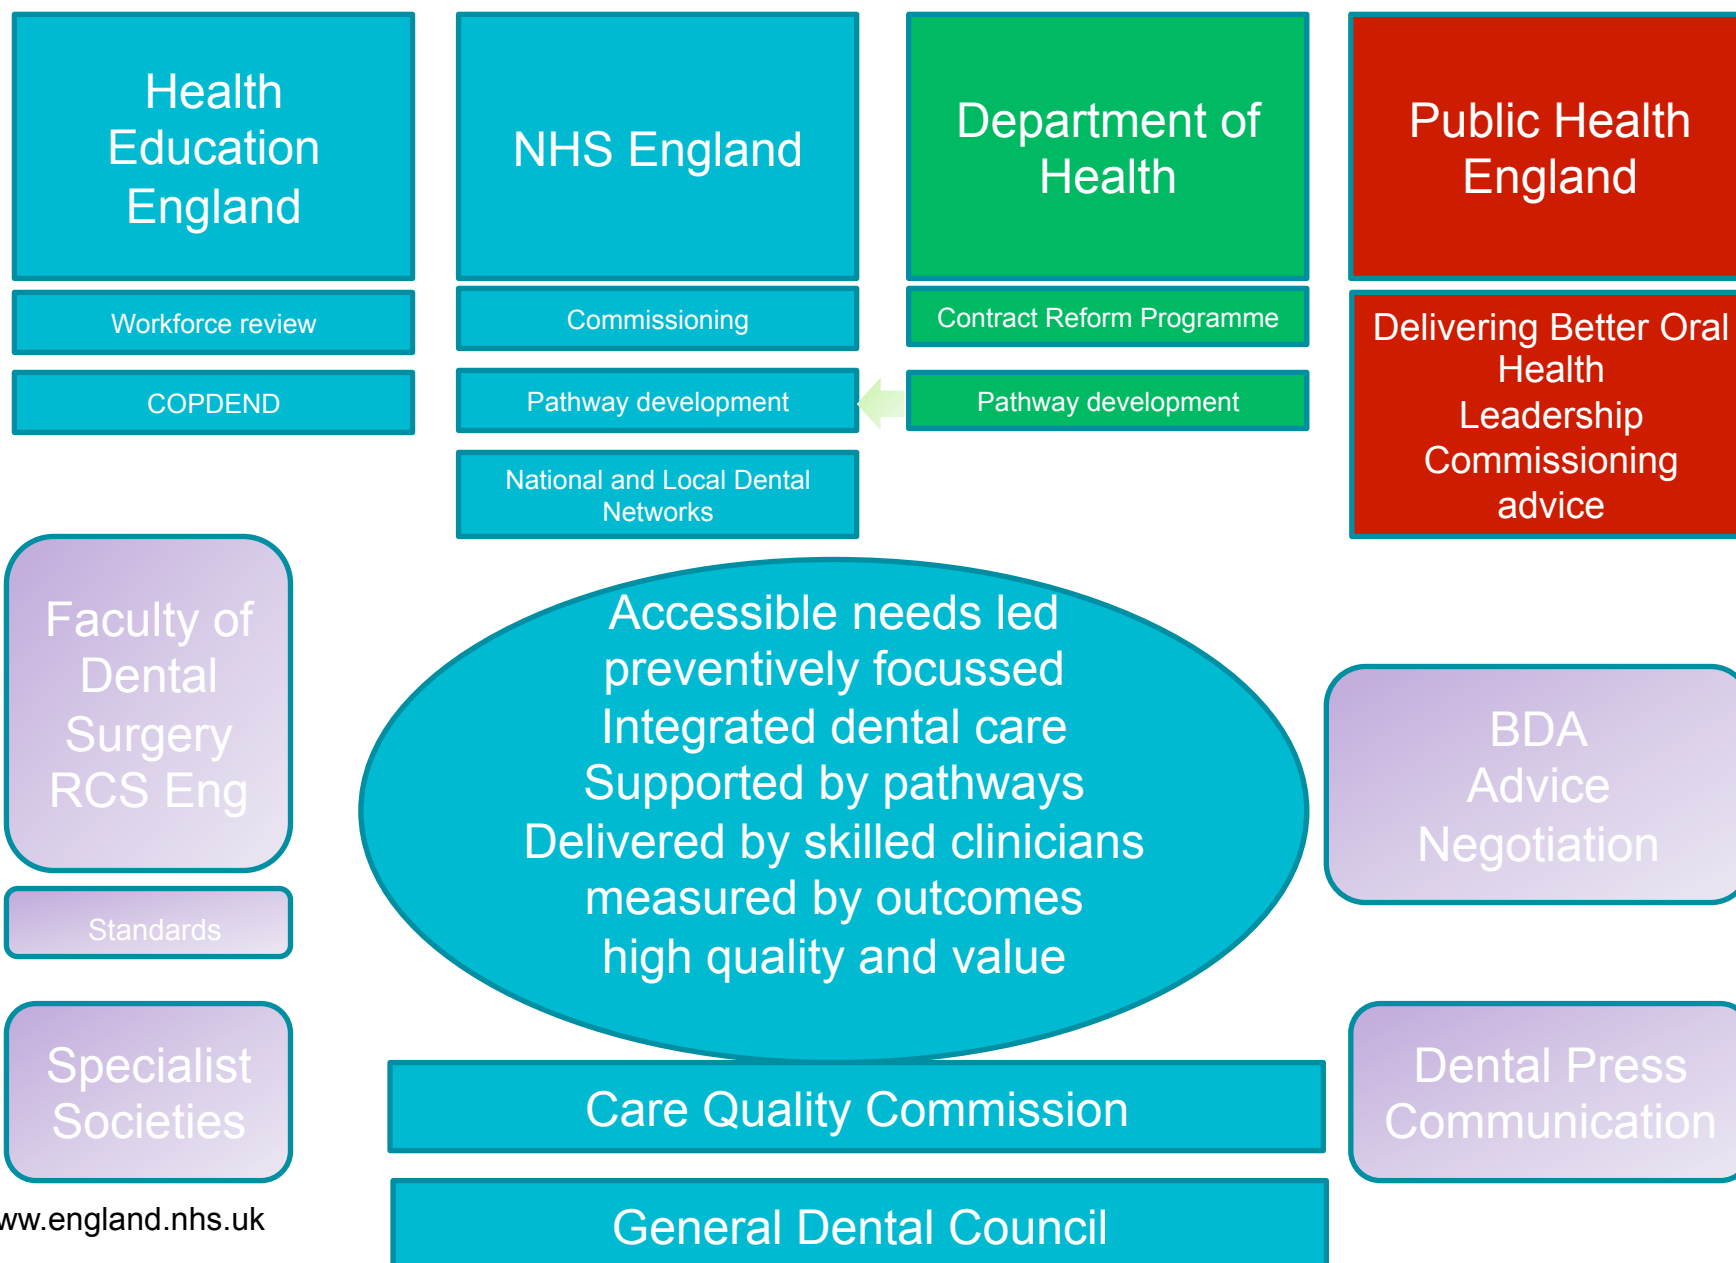 Health
Education
England
NHS England
Department of
Health
Public Health
England
Workforce review
COPDEND
Commissioning
Pathway development
National and Local Dental
Networks
Contract Reform Programme
Pathway development
Delivering Better Oral
Health
Leadership
Commissioning
advice
Faculty of
Dental
Surgery
RCS Eng
Standards
Specialist
Societies
Accessible needs led
preventively focussed
Integrated dental care
Supported by pathways
Delivered by skilled clinicians
measured by outcomes
high quality and value
BDA
Advice
Negotiation
Dental Press
Communication
Care Quality Commission
General Dental Council
ww.england.nhs.uk